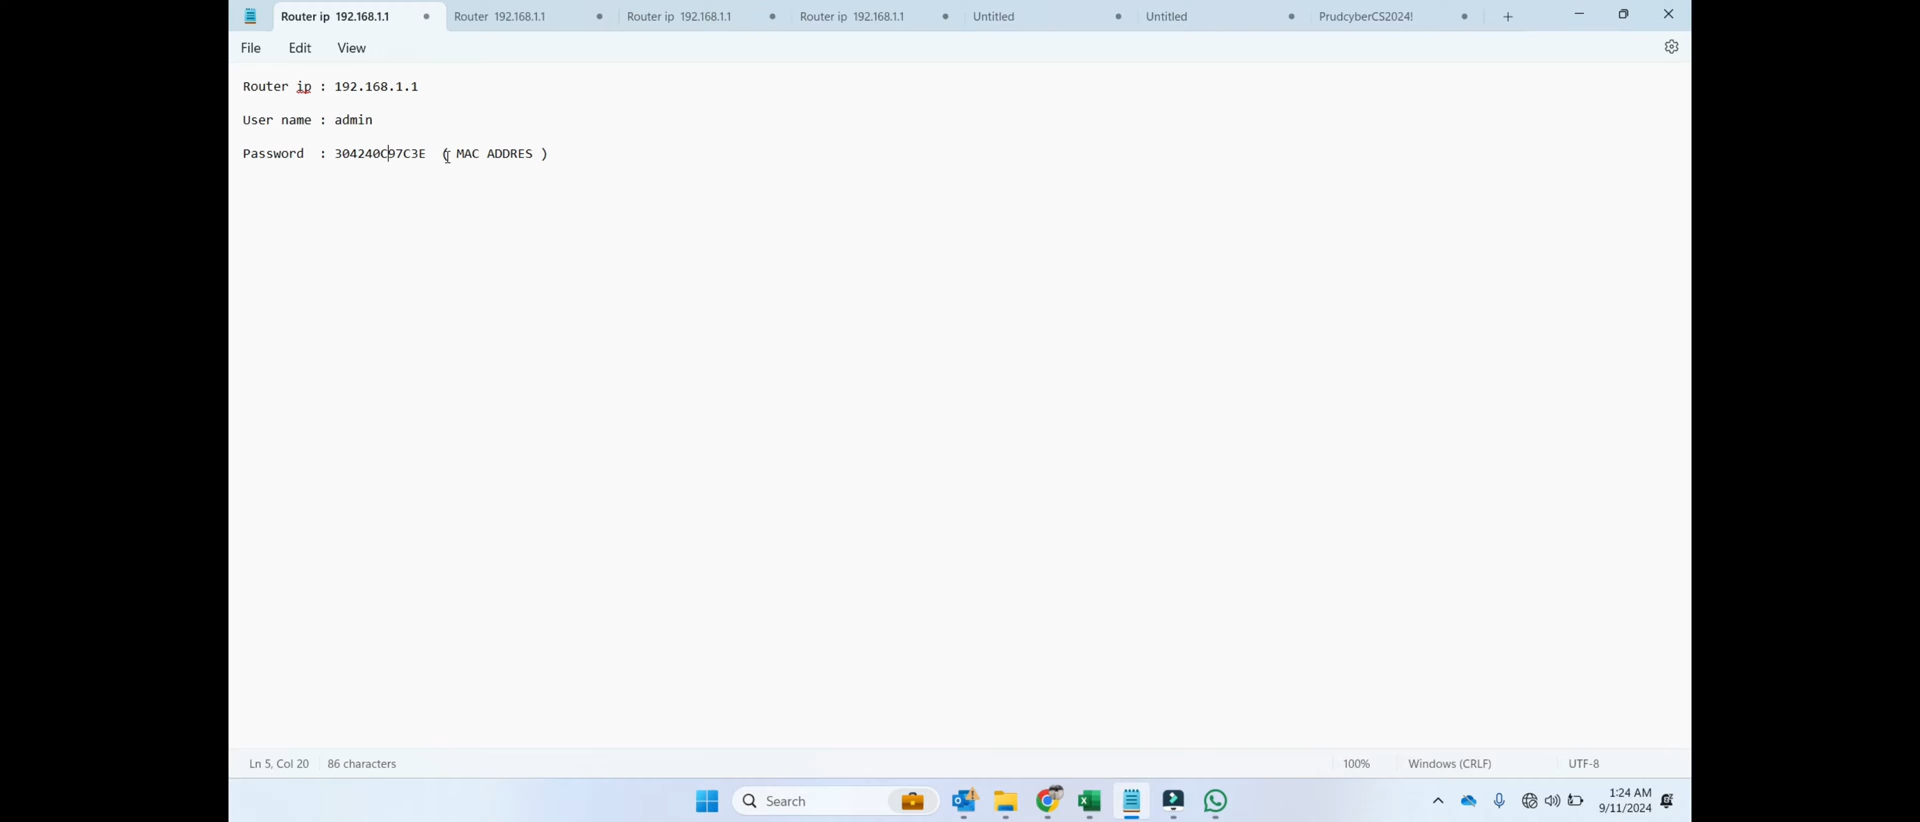 Router ip 192.168.1.1
Router 192.168.1.1
Router ip 192.168.1.1
Router ip 192.168.1.1
Untitled
Untitled
PrudcyberCS2024!
File Edit View
Router ip : 192.168.1.1
User name : admin
Password : 304240C97C3E ( MAC ADDRES )
Ln 5, Col 20 86 characters 100% Windows (CRLF) UTF-8
Search
1:24 AM
9/11/2024